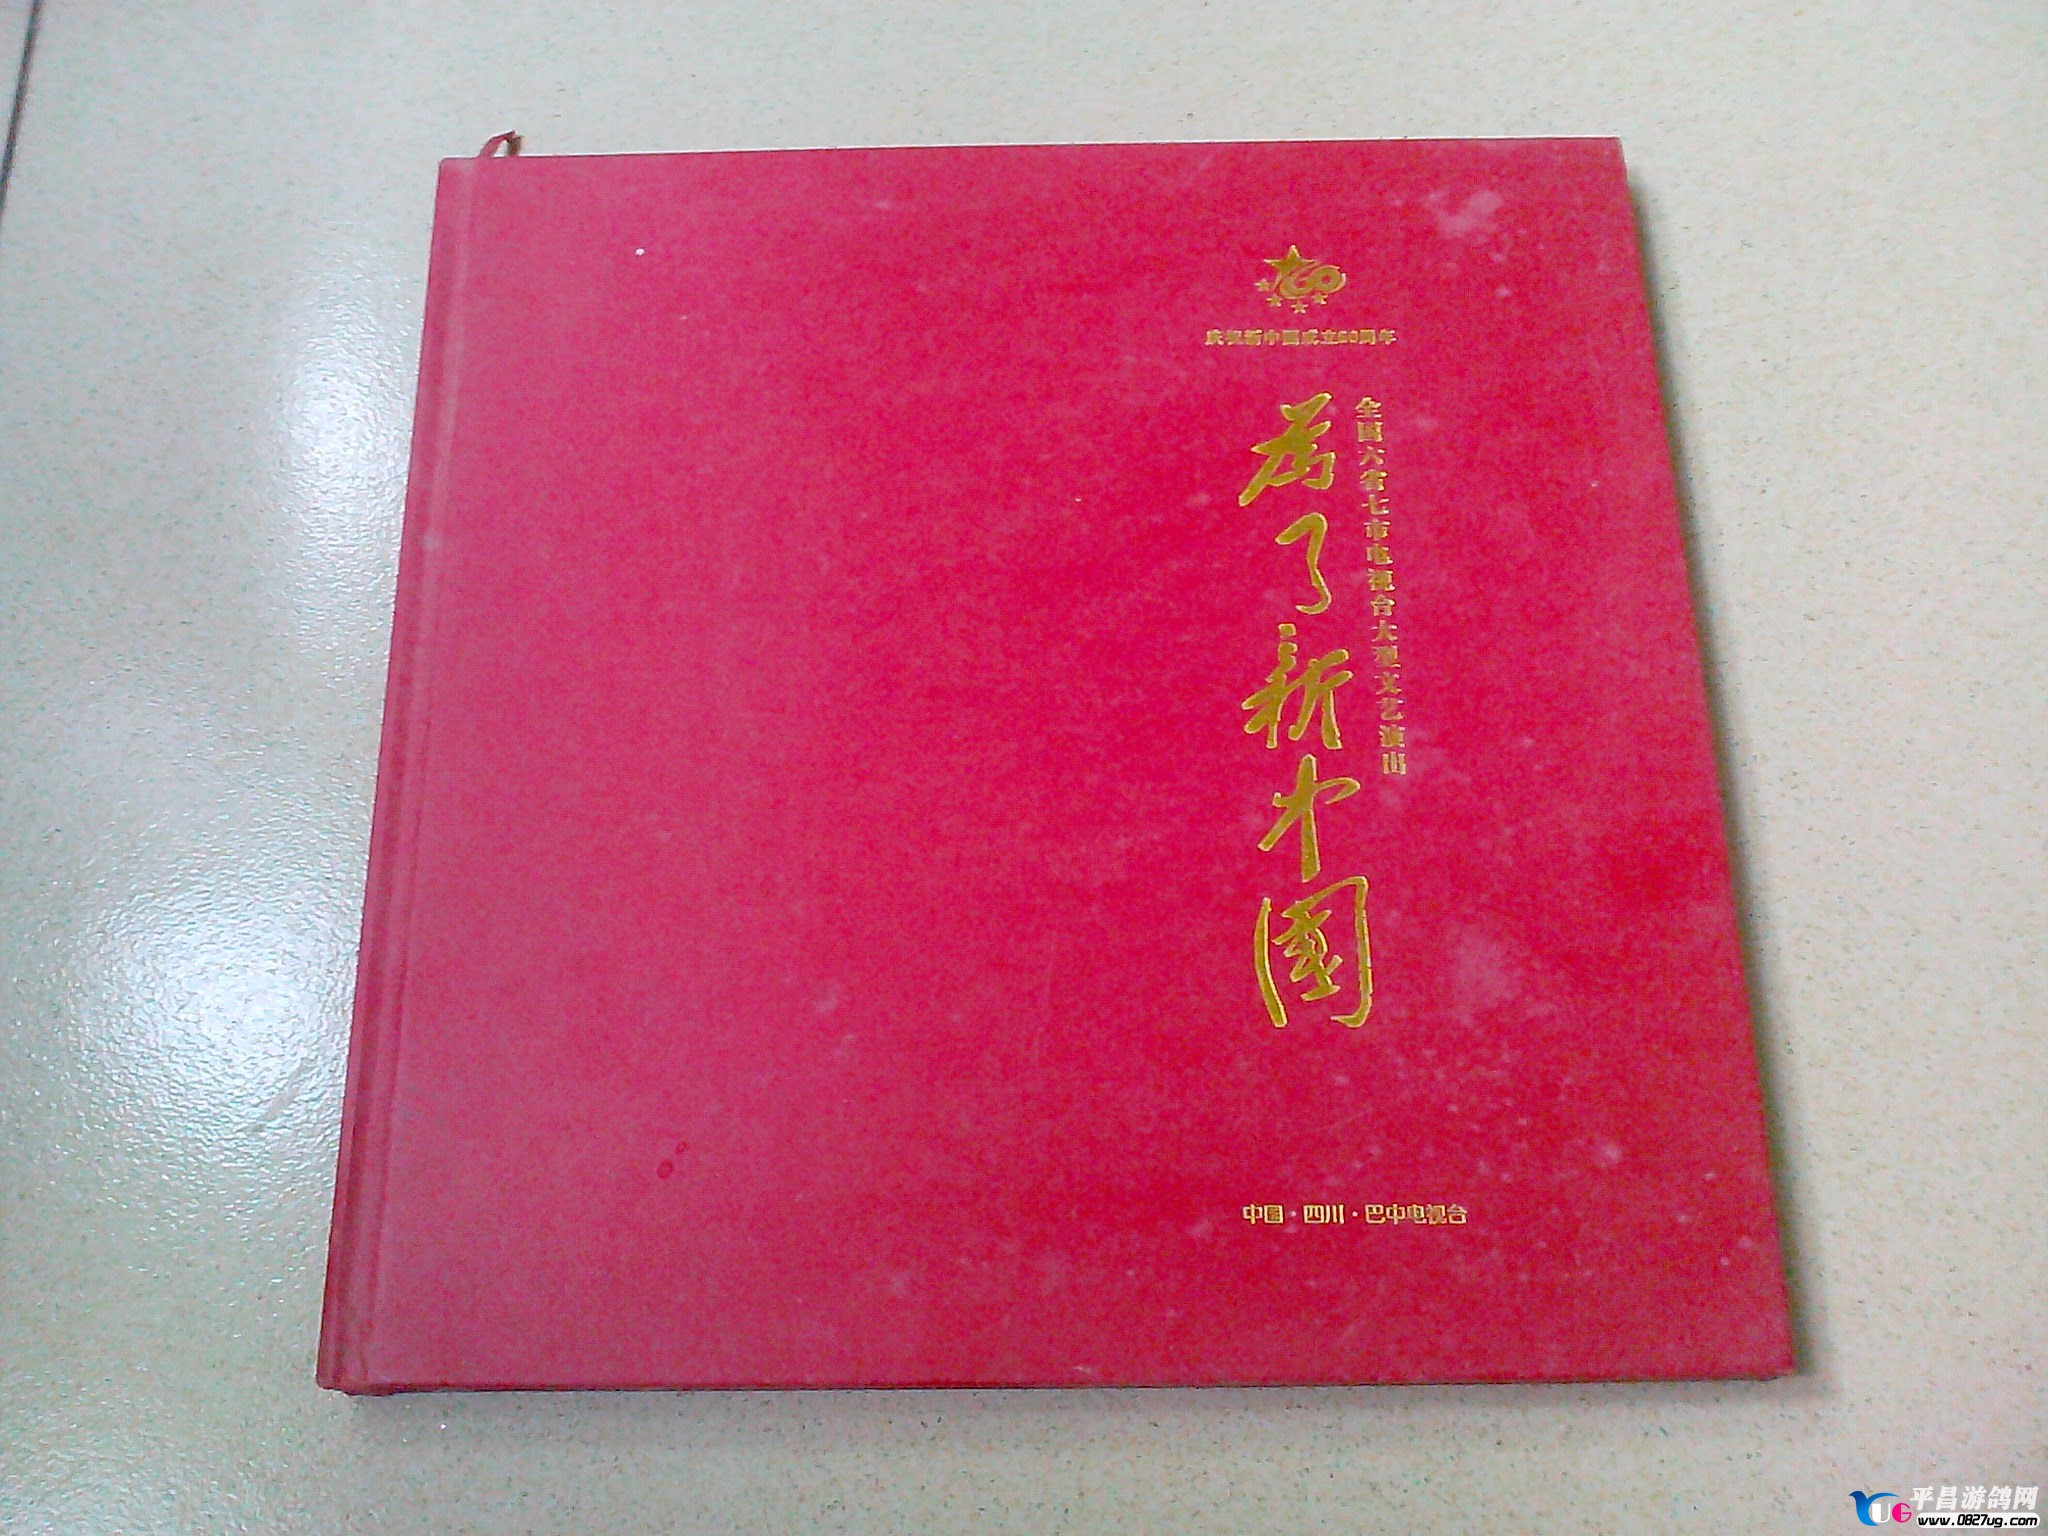 60
庆祝新中国成立60周年
全国六省七市电视台大型文艺演出
为了新中國
中国·四川·巴中电视台
UG 平昌游鸽网
www.0827ug.com